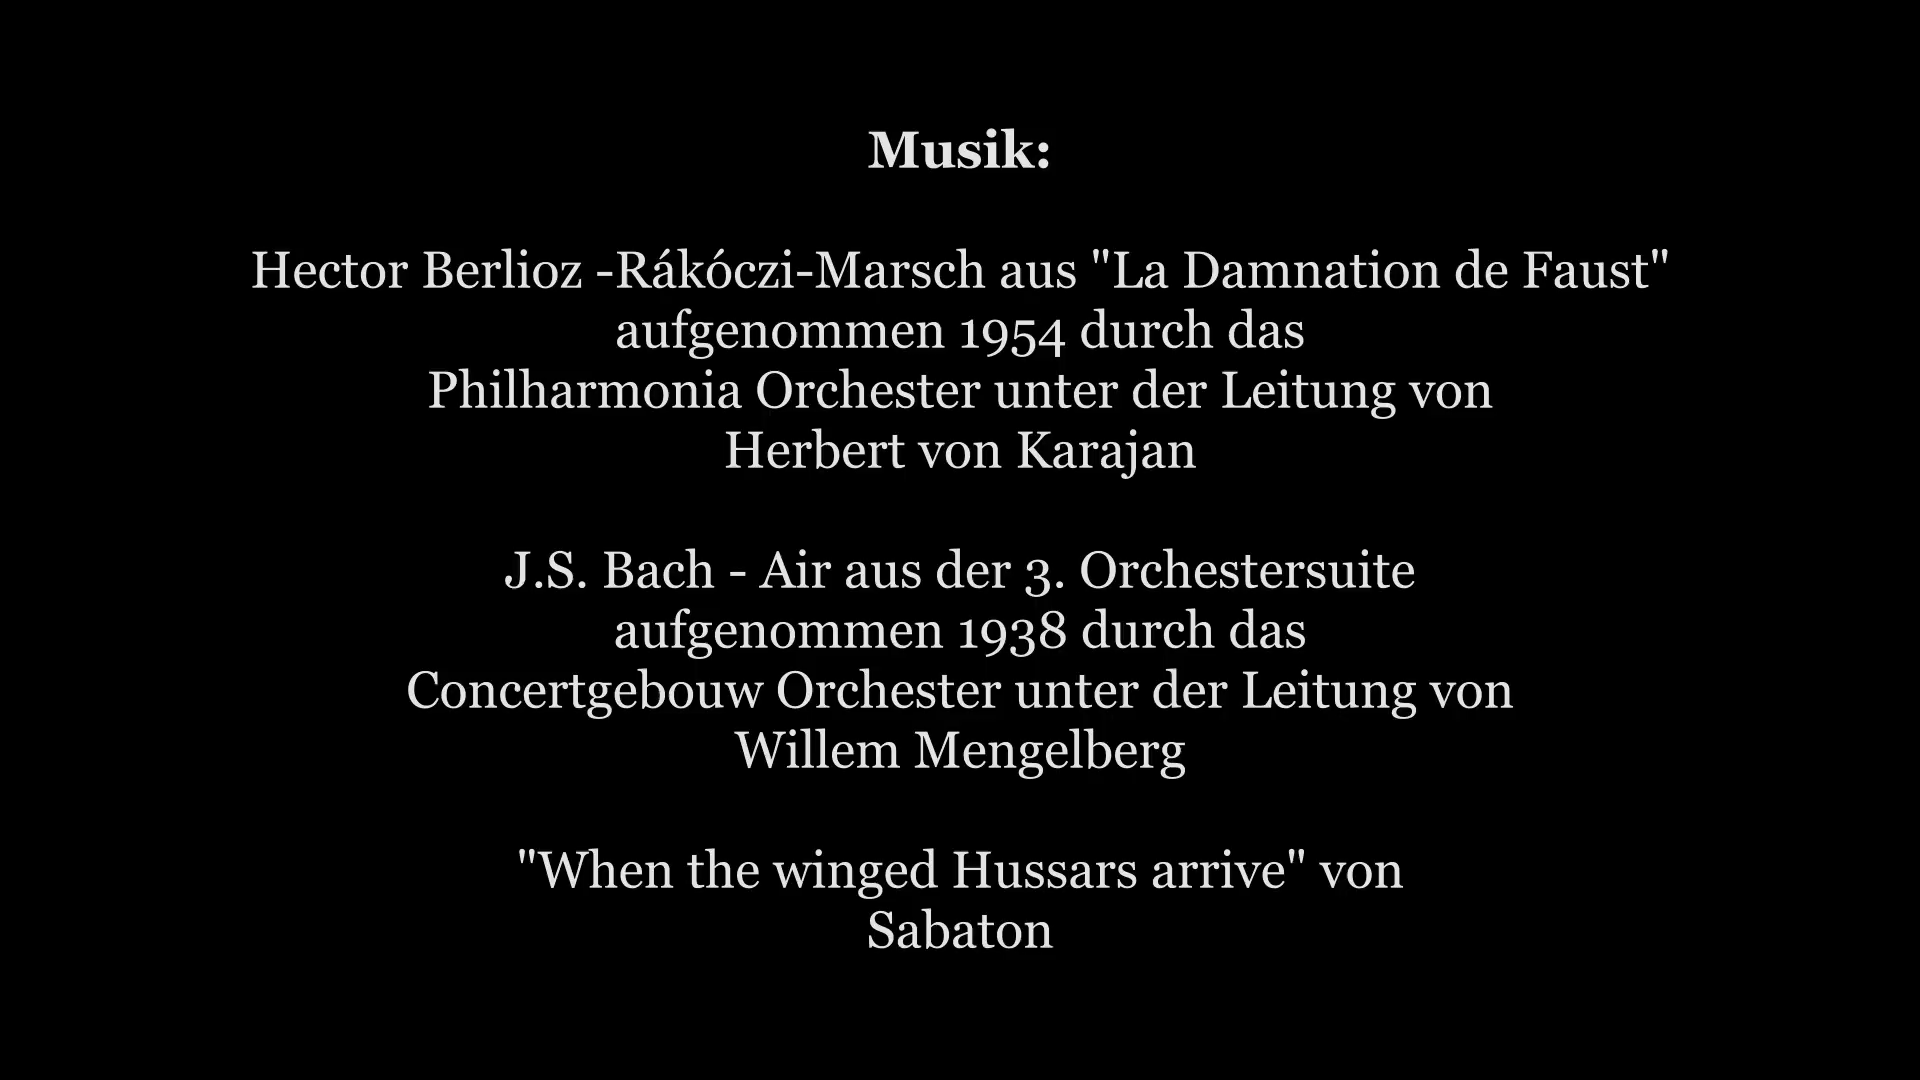 Musik:
Hector Berlioz -Rákóczi-Marsch aus "La Damnation de Faust"
aufgenommen 1954 durch das
Philharmonia Orchester unter der Leitung von
Herbert von Karajan
J.S. Bach - Air aus der 3. Orchestersuite
aufgenommen 1938 durch das
Concertgebouw Orchester unter der Leitung von
Willem Mengelberg
"When the winged Hussars arrive" von
Sabaton